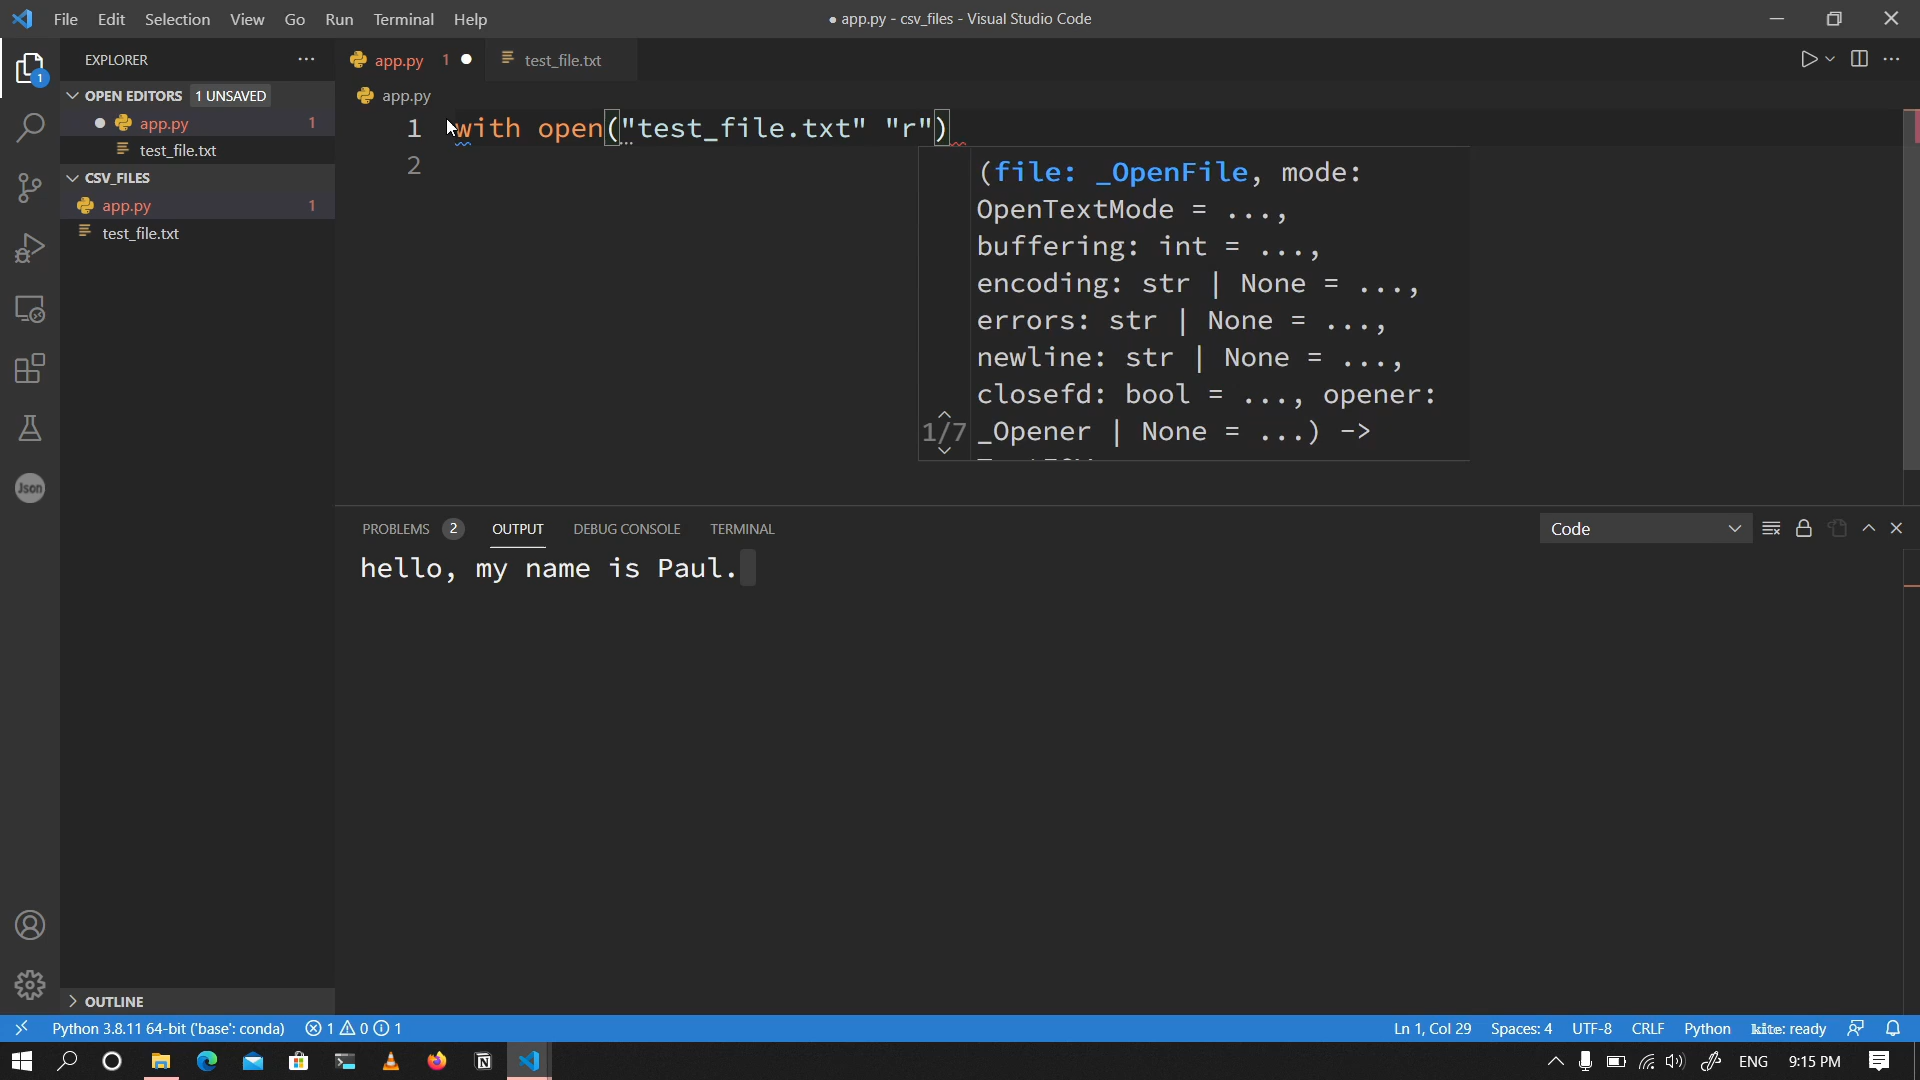 File Edit Selection View Go Run Terminal Help
● app.py - csv_files - Visual Studio Code
EXPLORER
1
app.py 1
test_file.txt
OPEN EDITORS 1 UNSAVED
app.py 1
test_file.txt
CSV_FILES
app.py 1
test_file.txt
app.py
1 with open("test_file.txt" "r")
2
(file: _OpenFile, mode:
OpenTextMode = ...,
buffering: int = ...,
encoding: str | None = ...,
errors: str | None = ...,
newline: str | None = ...,
closefd: bool = ..., opener:
1/7 _Opener | None = ...) ->
Json
PROBLEMS 2 OUTPUT DEBUG CONSOLE TERMINAL
Code
hello, my name is Paul.
OUTLINE
Python 3.8.11 64-bit ('base': conda) 1 0 1
Ln 1, Col 29 Spaces: 4 UTF-8 CRLF Python kite: ready
ENG 9:15 PM